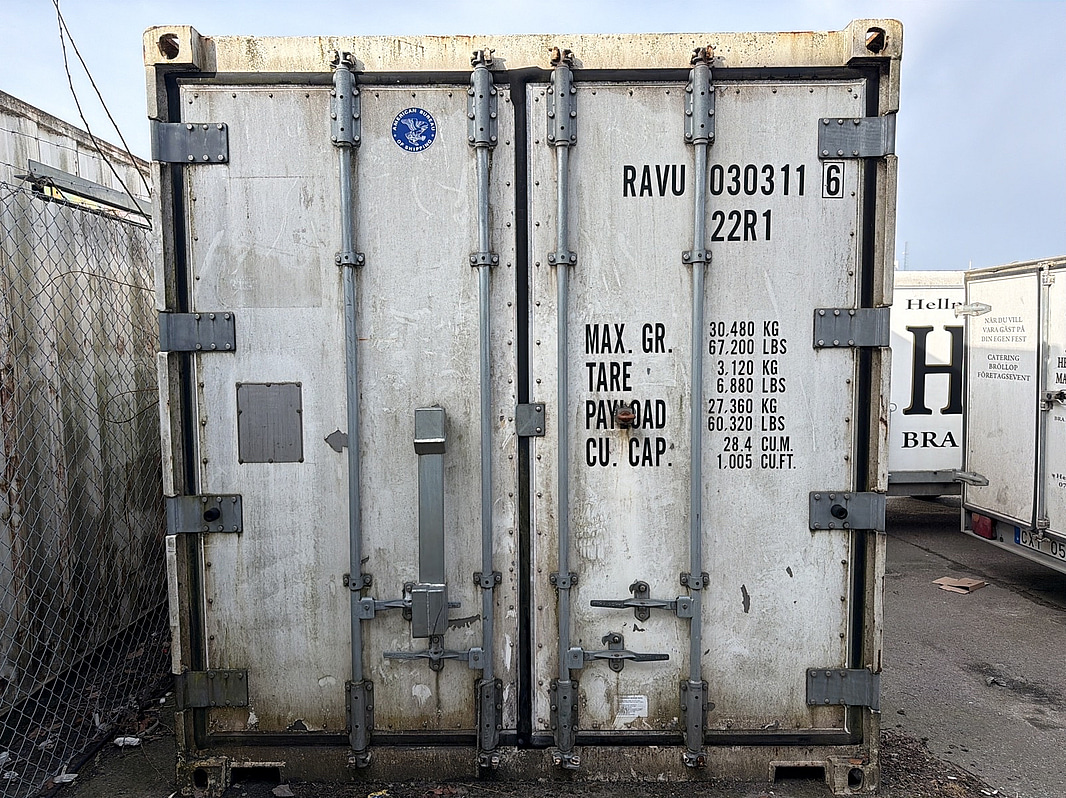 AMERICAN BUREAU OF SHIPPING
RAVU 030311 6
22R1
MAX. GR. 30,480 KG
67,200 LBS
TARE 3,120 KG
6,880 LBS
PAYLOAD 27,360 KG
60,320 LBS
CU. CAP. 28.4 CU.M.
1,005 CU.FT.
H
BRA
NÄR DU VILL
VARA GÄST PÅ
DIN EGEN FEST
CATERING
BRÖLLOP
FÖRETAGSEVENT
CXT 05